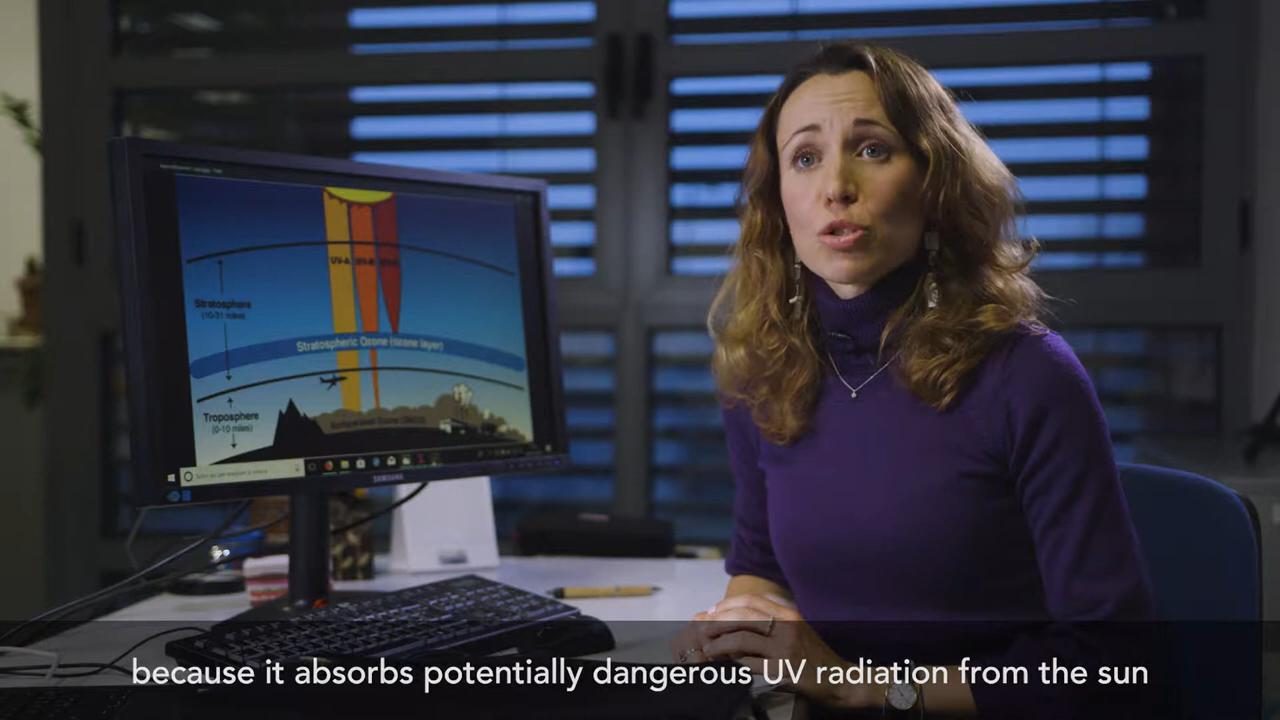 UV-A
UV-B
Stratosphere
(10-31 miles)
Stratospheric Ozone (ozone layer)
Troposphere
(0-10 miles)
SAMSUNG
because it absorbs potentially dangerous UV radiation from the sun